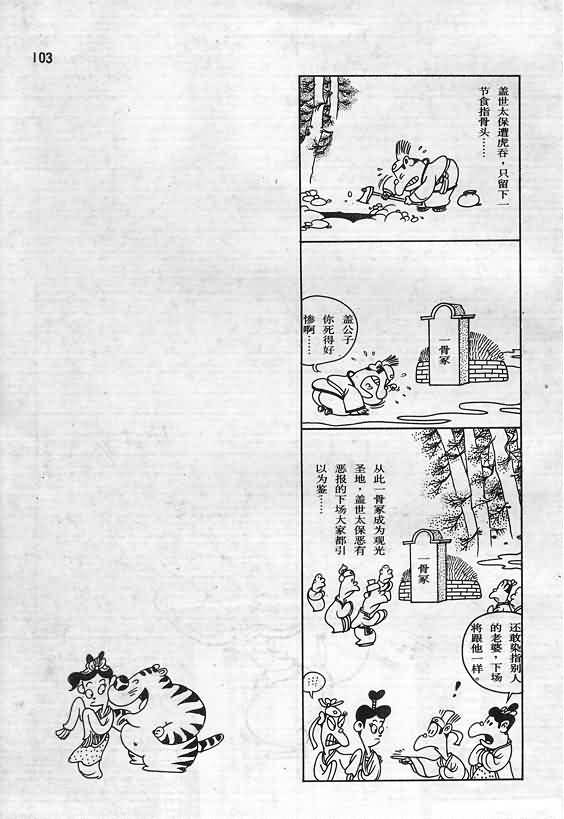 103
盖世太保遭虎吞，只留下一
节食指骨头……
盖公子
你死得好
惨啊……
一骨冢
从此一骨冢成为观光
圣地，盖世太保恶有
恶报的下场大家都引
以为鉴……
一骨冢
还敢染指别人
的老婆，下场
将跟他一样。
!